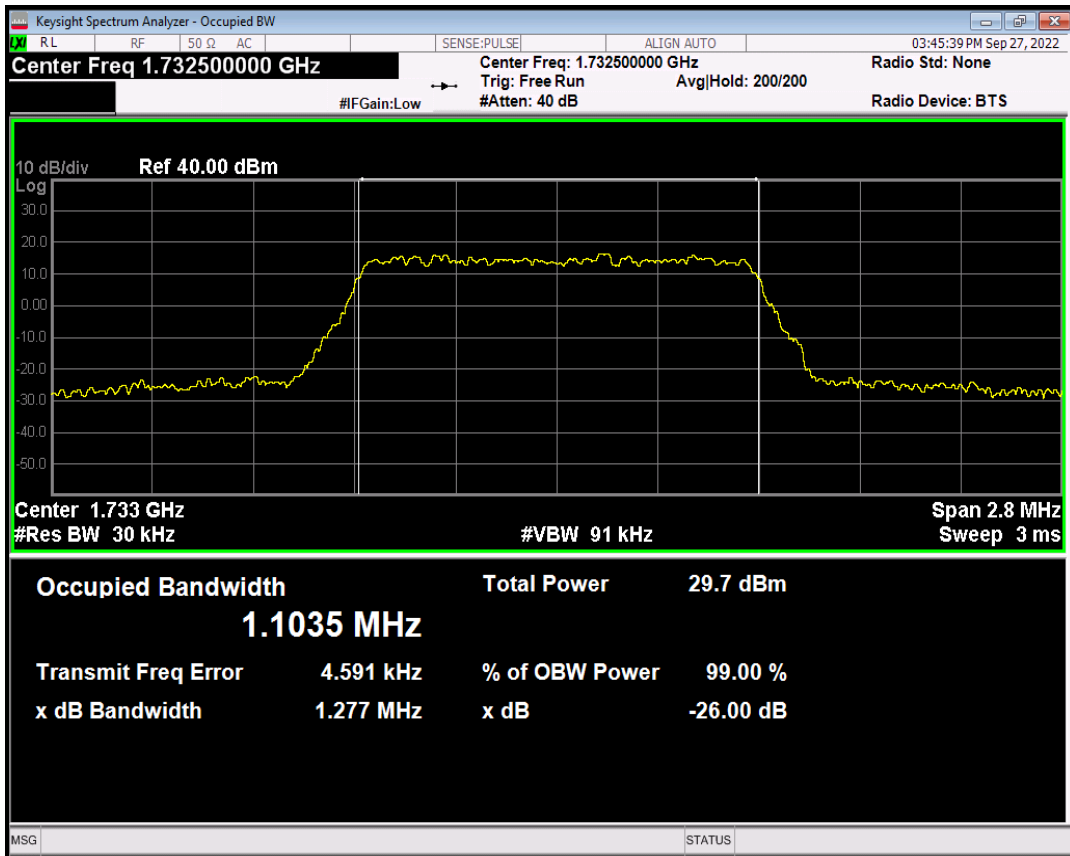 Keysight Spectrum Analyzer - Occupied BW
LXI RL RF 50 Ω AC SENSE:PULSE ALIGN AUTO 03:45:39 PM Sep 27, 2022
Center Freq 1.732500000 GHz Center Freq: 1.732500000 GHz Radio Std: None
Trig: Free Run Avg|Hold: 200/200
#IFGain:Low #Atten: 40 dB Radio Device: BTS
10 dB/div Ref 40.00 dBm
Log
30.0
20.0
10.0
0.00
-10.0
-20.0
-30.0
-40.0
-50.0
Center 1.733 GHz Span 2.8 MHz
#Res BW 30 kHz #VBW 91 kHz Sweep 3 ms
Occupied Bandwidth Total Power 29.7 dBm
1.1035 MHz
Transmit Freq Error 4.591 kHz % of OBW Power 99.00 %
x dB Bandwidth 1.277 MHz x dB -26.00 dB
MSG STATUS